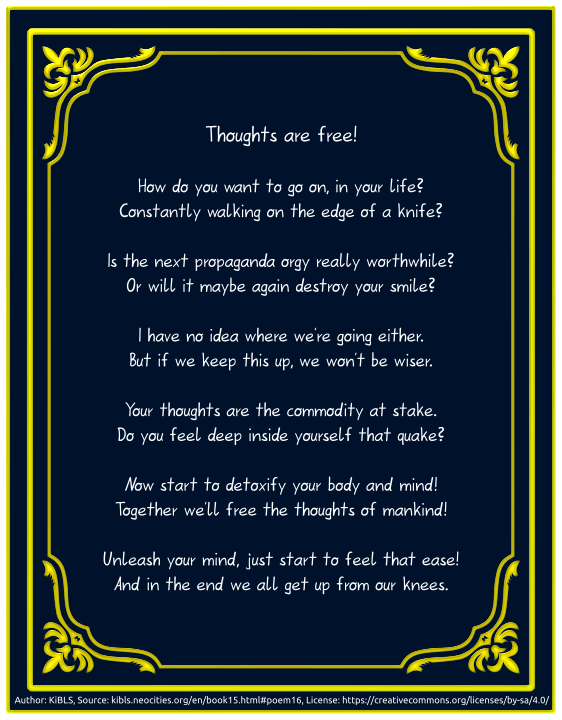 Thoughts are free!
How do you want to go on, in your life?
Constantly walking on the edge of a knife?
Is the next propaganda orgy really worthwhile?
Or will it maybe again destroy your smile?
I have no idea where we're going either.
But if we keep this up, we won't be wiser.
Your thoughts are the commodity at stake.
Do you feel deep inside yourself that quake?
Now start to detoxify your body and mind!
Together we'll free the thoughts of mankind!
Unleash your mind, just start to feel that ease!
And in the end we all get up from our knees.
Author: KiBLS, Source: kibls.neocities.org/en/book15.html#poem16, License: https://creativecommons.org/licenses/by-sa/4.0/